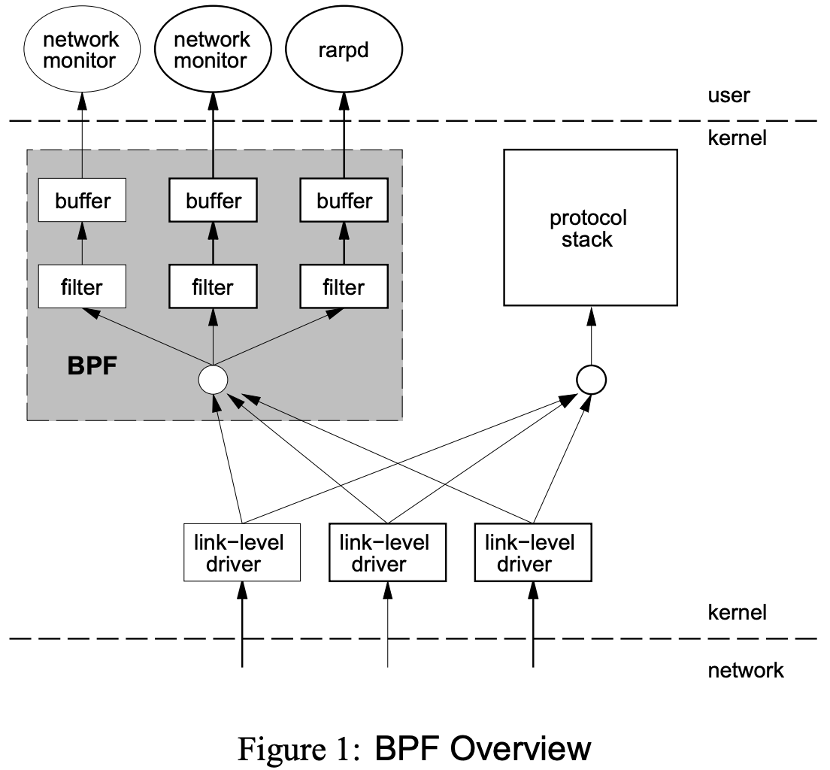 network
monitor
network
monitor
rarpd
user
kernel
buffer
buffer
buffer
protocol
stack
filter
filter
filter
BPF
link−level
driver
link−level
driver
link−level
driver
kernel
network
Figure 1: BPF Overview